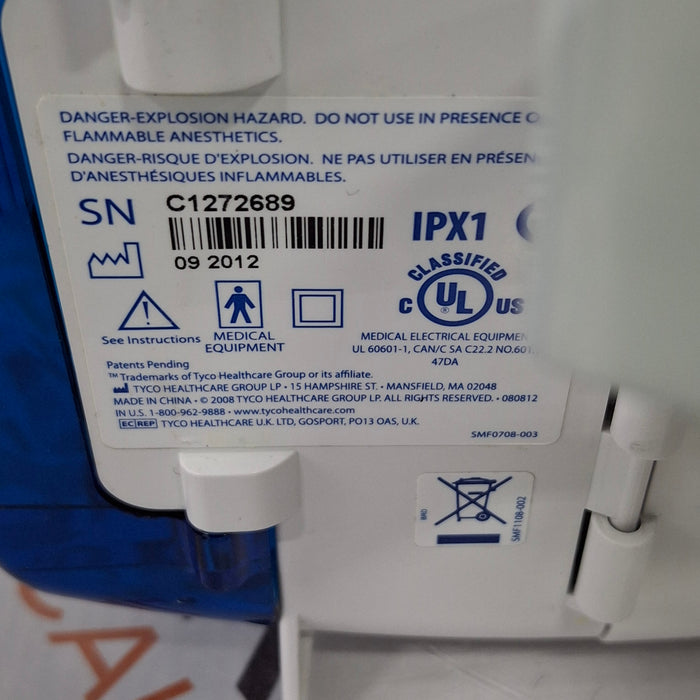 DANGER-EXPLOSION HAZARD. DO NOT USE IN PRESENCE
FLAMMABLE ANESTHETICS.
DANGER-RISQUE D'EXPLOSION. NE PAS UTILISER EN PRÉSEN
D'ANESTHÉSIQUES INFLAMMABLES.
SN C1272689
09 2012
IPX1
CLASSIFIED
C UL® US
See Instructions
MEDICAL
EQUIPMENT
MEDICAL ELECTRICAL EQUIPME
UL 60601-1, CAN/C SA C22.2 NO.601
47DA
Patents Pending
™ Trademarks of Tyco Healthcare Group or its affiliate.
TYCO HEALTHCARE GROUP LP • 15 HAMPSHIRE ST. • MANSFIELD, MA 02048
MADE IN CHINA • © 2008 TYCO HEALTHCARE GROUP LP. ALL RIGHTS RESERVED. • 080812
IN U.S. 1-800-962-9888 • www.tycohealthcare.com
EC REP TYCO HEALTHCARE U.K. LTD, GOSPORT, PO13 OAS, U.K.
SMF0708-003
BRD
SMF1108-002
CAL